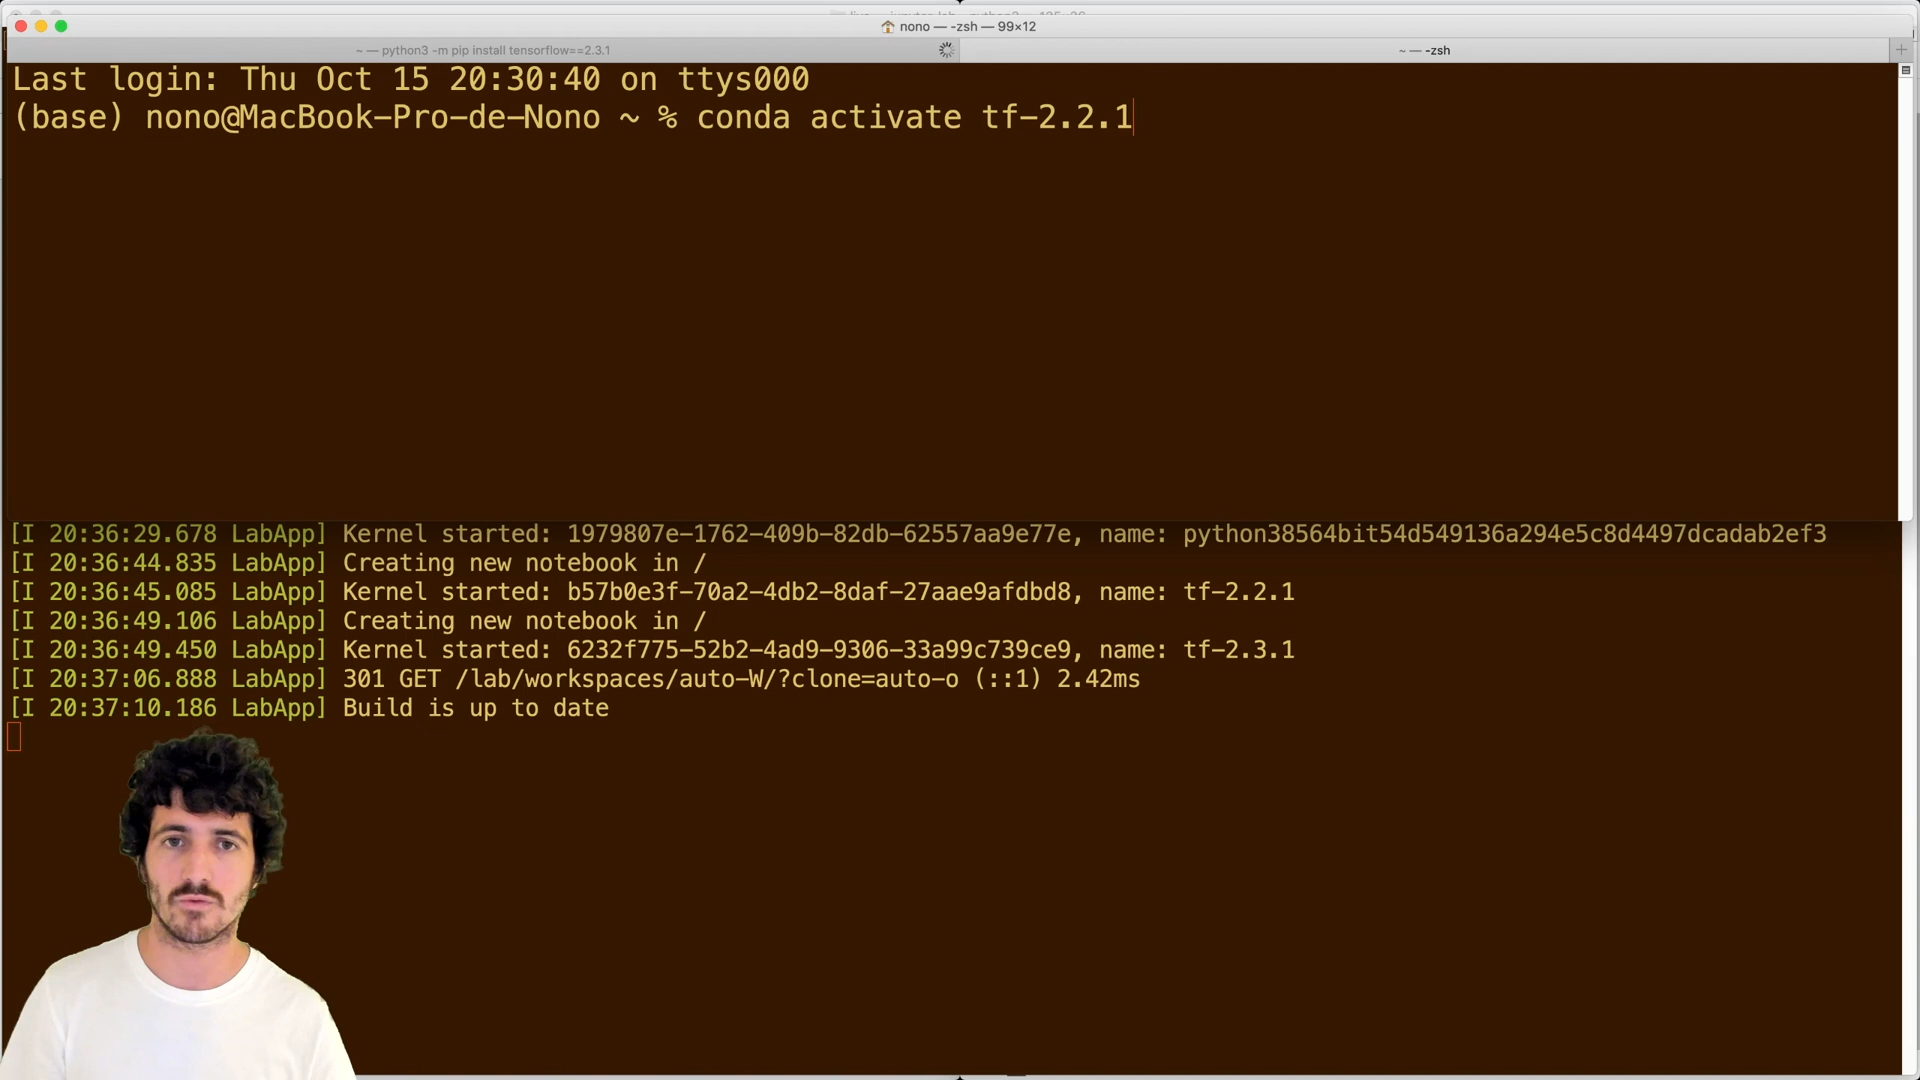 nono — -zsh — 99×12
~ — python3 -m pip install tensorflow==2.3.1
~ — -zsh
Last login: Thu Oct 15 20:30:40 on ttys000
(base) nono@MacBook-Pro-de-Nono ~ % conda activate tf-2.2.1
[I 20:36:29.678 LabApp] Kernel started: 1979807e-1762-409b-82db-62557aa9e77e, name: python38564bit54d549136a294e5c8d4497dcadab2ef3
[I 20:36:44.835 LabApp] Creating new notebook in /
[I 20:36:45.085 LabApp] Kernel started: b57b0e3f-70a2-4db2-8daf-27aae9afdbd8, name: tf-2.2.1
[I 20:36:49.106 LabApp] Creating new notebook in /
[I 20:36:49.450 LabApp] Kernel started: 6232f775-52b2-4ad9-9306-33a99c739ce9, name: tf-2.3.1
[I 20:37:06.888 LabApp] 301 GET /lab/workspaces/auto-W/?clone=auto-o (::1) 2.42ms
[I 20:37:10.186 LabApp] Build is up to date